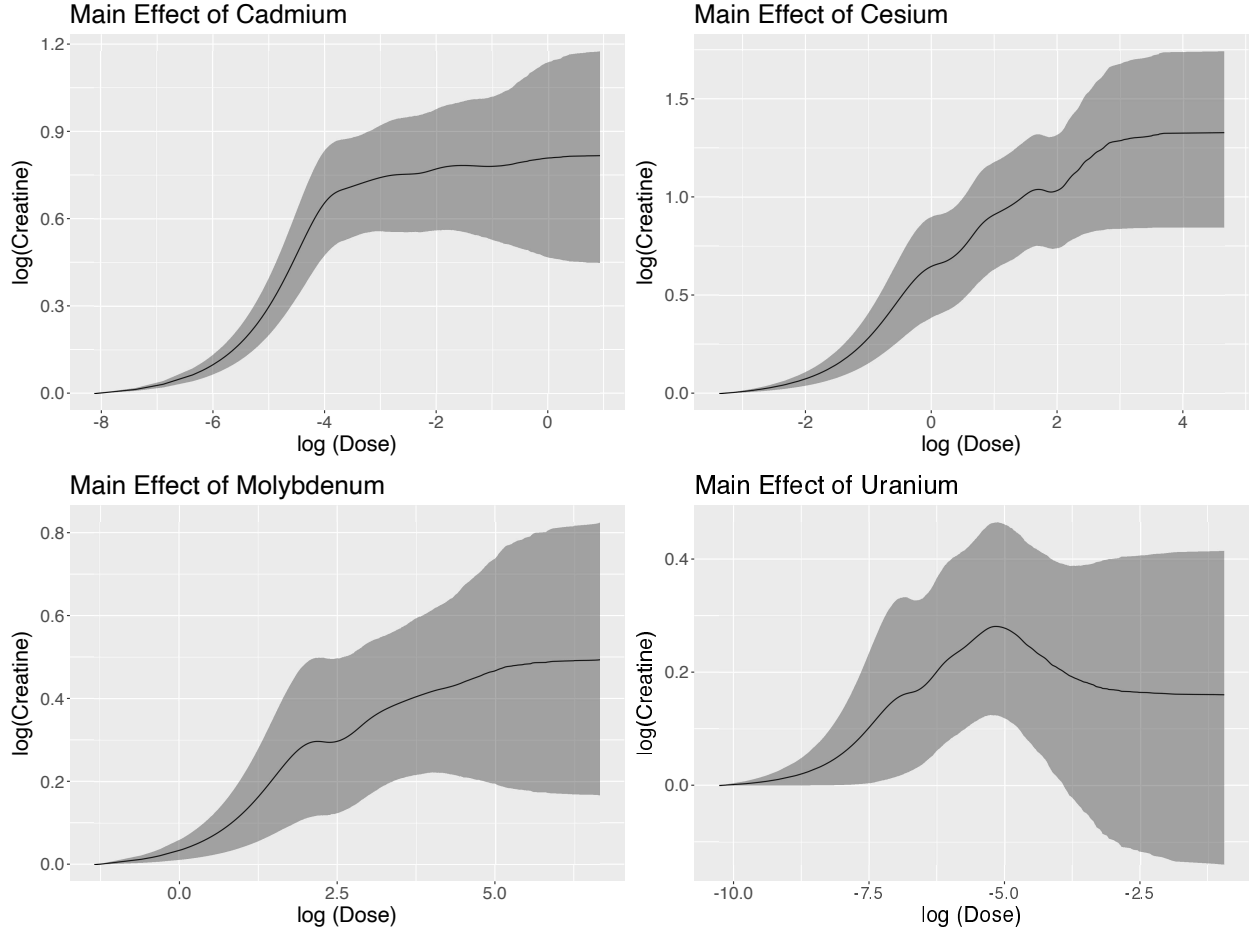 Main Effect of Cadmium
log(Creatine)
1.2
0.9
0.6
0.3
0.0
-8 -6 -4 -2 0
log (Dose)
Main Effect of Cesium
log(Creatine)
1.5
1.0
0.5
0.0
-2 0 2 4
log (Dose)
Main Effect of Molybdenum
log(Creatine)
0.8
0.6
0.4
0.2
0.0
0.0 2.5 5.0
log (Dose)
Main Effect of Uranium
log(Creatine)
0.4
0.2
0.0
-10.0 -7.5 -5.0 -2.5
log (Dose)